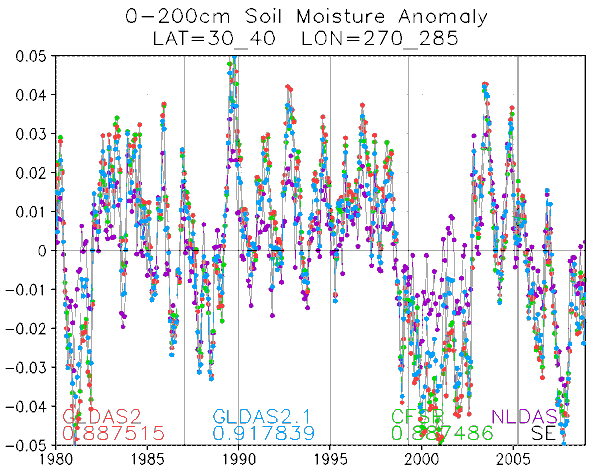 0-200cm Soil Moisture Anomaly
LAT=30_40 LON=270_285
0.05
0.04
0.03
0.02
0.01
0
-0.01
-0.02
-0.03
-0.04
-0.05
GLDAS2 GLDAS2.1 CFSR NLDAS
0.887515 0.917839 0.887486 SE
1980 1985 1990 1995 2000 2005